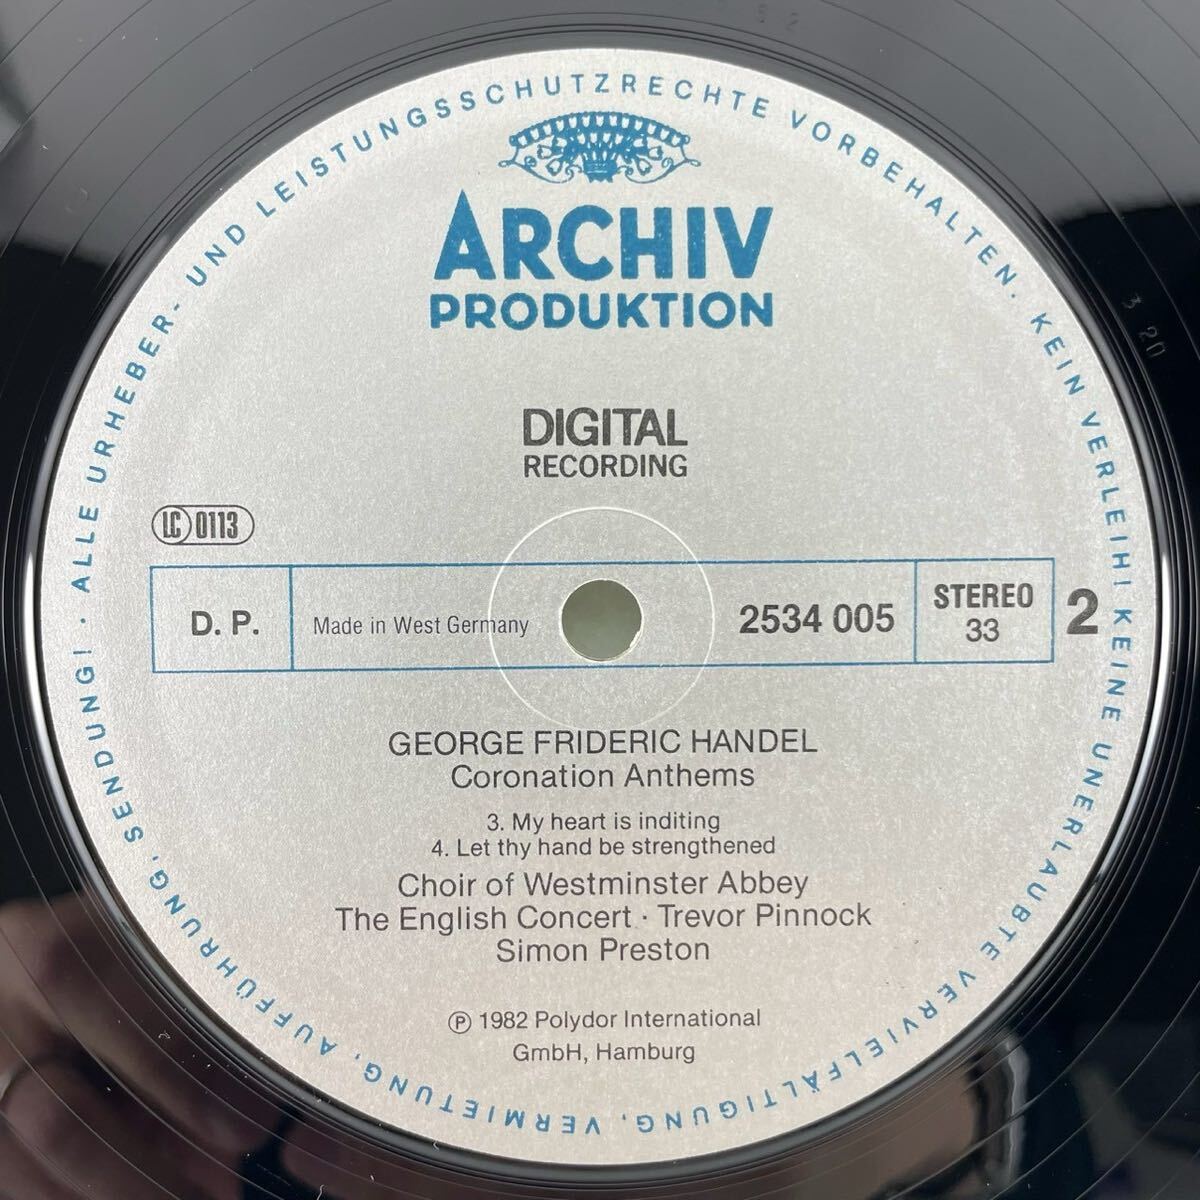 ALLE URHEBER- UND LEISTUNGSSCHUTZRECHTE VORBEHALTEN. KEIN VERLEIH! KEINE UNERLAUBTE VERVIELFÄLTIGUNG, VERMIETUNG, AUFFÜHRUNG, SENDUNG! ·
ARCHIV
PRODUKTION
DIGITAL
RECORDING
LC 0113
D. P.
Made in West Germany
2534 005
STEREO
33
2
GEORGE FRIDERIC HANDEL
Coronation Anthems
3. My heart is inditing
4. Let thy hand be strengthened
Choir of Westminster Abbey
The English Concert · Trevor Pinnock
Simon Preston
℗ 1982 Polydor International
GmbH, Hamburg
3 20